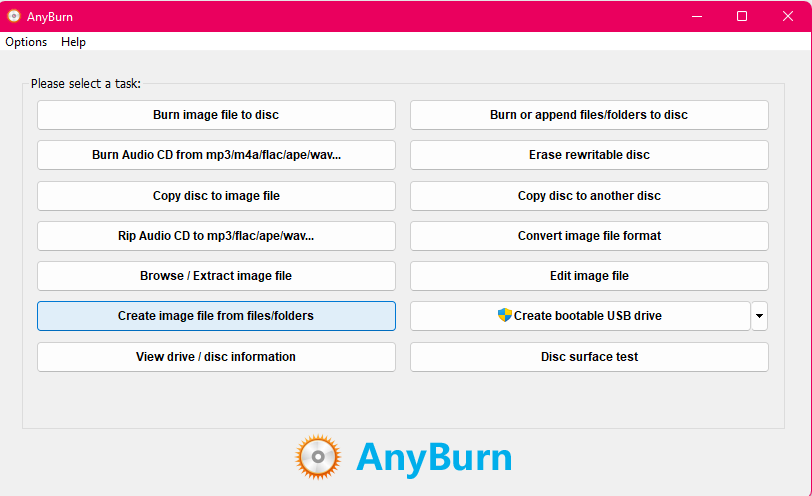 AnyBurn
Options Help
Please select a task:
Burn image file to disc
Burn or append files/folders to disc
Burn Audio CD from mp3/m4a/flac/ape/wav...
Erase rewritable disc
Copy disc to image file
Copy disc to another disc
Rip Audio CD to mp3/flac/ape/wav...
Convert image file format
Browse / Extract image file
Edit image file
Create image file from files/folders
Create bootable USB drive
View drive / disc information
Disc surface test
AnyBurn